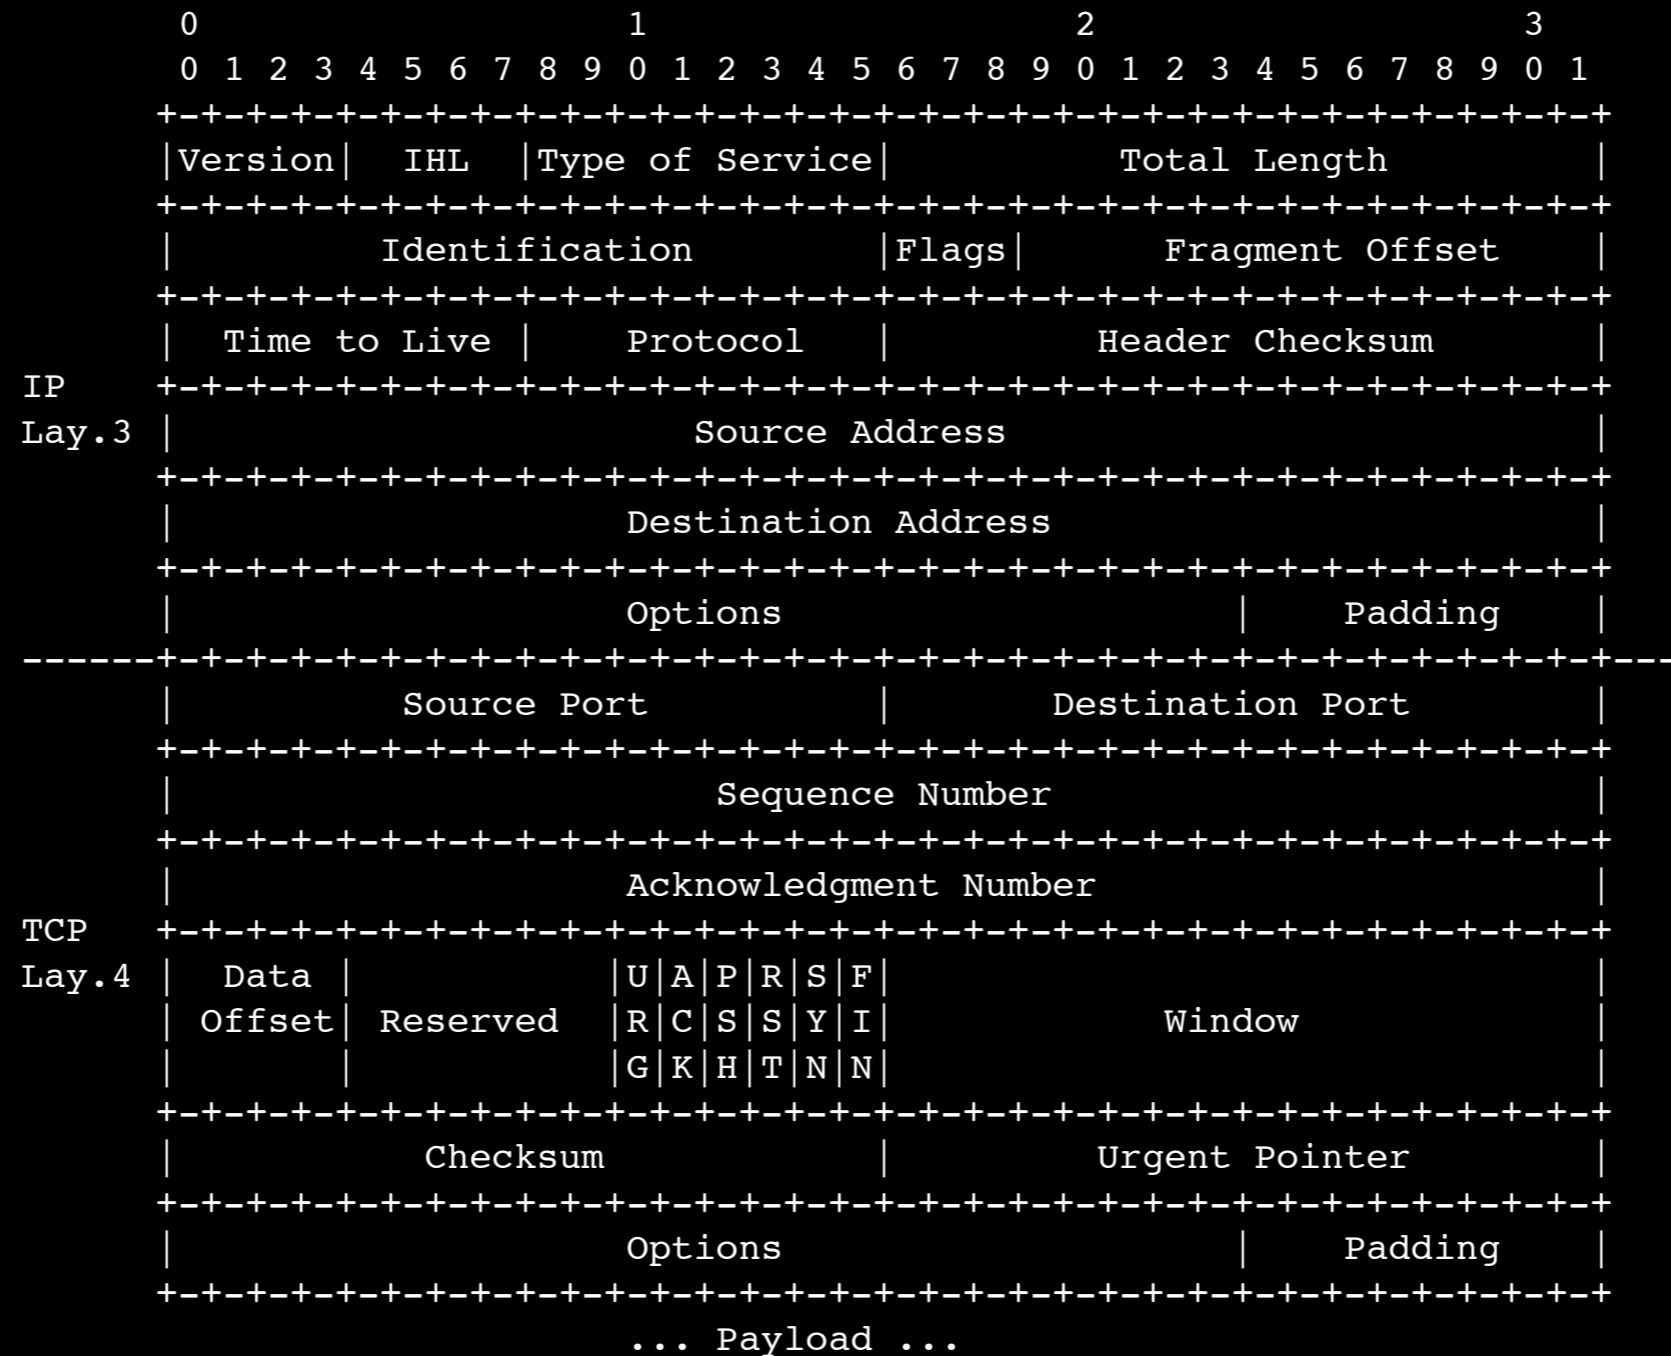 0                   1                   2                   3
       0 1 2 3 4 5 6 7 8 9 0 1 2 3 4 5 6 7 8 9 0 1 2 3 4 5 6 7 8 9 0 1
      +-+-+-+-+-+-+-+-+-+-+-+-+-+-+-+-+-+-+-+-+-+-+-+-+-+-+-+-+-+-+-+-+
      |Version|  IHL  |Type of Service|          Total Length         |
      +-+-+-+-+-+-+-+-+-+-+-+-+-+-+-+-+-+-+-+-+-+-+-+-+-+-+-+-+-+-+-+-+
      |         Identification        |Flags|      Fragment Offset    |
      +-+-+-+-+-+-+-+-+-+-+-+-+-+-+-+-+-+-+-+-+-+-+-+-+-+-+-+-+-+-+-+-+
      |  Time to Live |    Protocol   |         Header Checksum       |
IP    +-+-+-+-+-+-+-+-+-+-+-+-+-+-+-+-+-+-+-+-+-+-+-+-+-+-+-+-+-+-+-+-+
Lay.3 |                       Source Address                          |
      +-+-+-+-+-+-+-+-+-+-+-+-+-+-+-+-+-+-+-+-+-+-+-+-+-+-+-+-+-+-+-+-+
      |                    Destination Address                        |
      +-+-+-+-+-+-+-+-+-+-+-+-+-+-+-+-+-+-+-+-+-+-+-+-+-+-+-+-+-+-+-+-+
      |                    Options                    |    Padding    |
------+-+-+-+-+-+-+-+-+-+-+-+-+-+-+-+-+-+-+-+-+-+-+-+-+-+-+-+-+-+-+-+-+---
      |          Source Port          |       Destination Port        |
      +-+-+-+-+-+-+-+-+-+-+-+-+-+-+-+-+-+-+-+-+-+-+-+-+-+-+-+-+-+-+-+-+
      |                        Sequence Number                        |
      +-+-+-+-+-+-+-+-+-+-+-+-+-+-+-+-+-+-+-+-+-+-+-+-+-+-+-+-+-+-+-+-+
      |                    Acknowledgment Number                      |
TCP   +-+-+-+-+-+-+-+-+-+-+-+-+-+-+-+-+-+-+-+-+-+-+-+-+-+-+-+-+-+-+-+-+
Lay.4 |  Data |           |U|A|P|R|S|F|                               |
      | Offset| Reserved  |R|C|S|S|Y|I|            Window             |
      |       |           |G|K|H|T|N|N|                               |
      +-+-+-+-+-+-+-+-+-+-+-+-+-+-+-+-+-+-+-+-+-+-+-+-+-+-+-+-+-+-+-+-+
      |           Checksum            |         Urgent Pointer        |
      +-+-+-+-+-+-+-+-+-+-+-+-+-+-+-+-+-+-+-+-+-+-+-+-+-+-+-+-+-+-+-+-+
      |                    Options                    |    Padding    |
      +-+-+-+-+-+-+-+-+-+-+-+-+-+-+-+-+-+-+-+-+-+-+-+-+-+-+-+-+-+-+-+-+
                           ... Payload ...